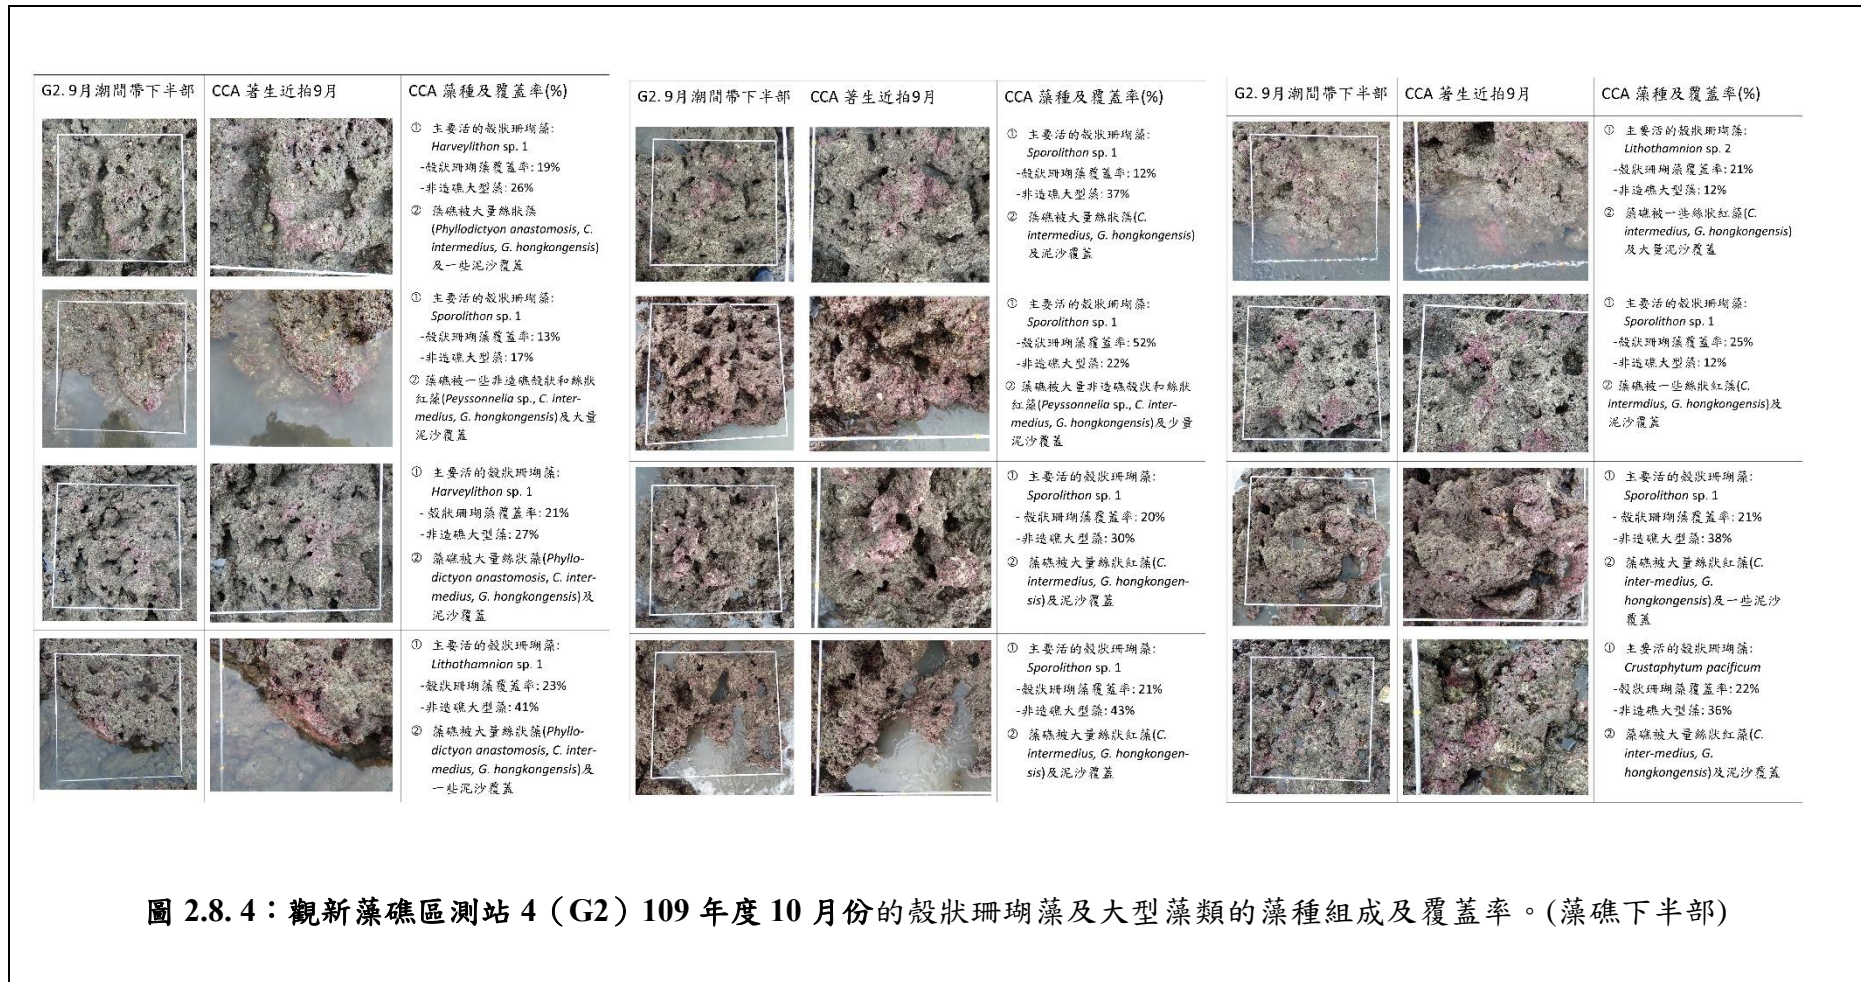 G2. 9月潮間帶下半部 CCA 著生近拍9月 CCA 藻種及覆蓋率(%)
① 主要活的殼狀珊瑚藻:
Harveylithon sp. 1
-殼狀珊瑚藻覆蓋率: 19%
-非造礁大型藻: 26%
② 藻礁被大量絲狀藻
(Phyllodictyon anastomosis, C.
intermedius, G. hongkongensis)
及一些泥沙覆蓋
① 主要活的殼狀珊瑚藻:
Sporolithon sp. 1
-殼狀珊瑚藻覆蓋率: 13%
-非造礁大型藻: 17%
② 藻礁被一些非造礁殼狀和絲狀
紅藻(Peyssonnelia sp., C. inter-
medius, G. hongkongensis)及大量
泥沙覆蓋
① 主要活的殼狀珊瑚藻:
Harveylithon sp. 1
- 殼狀珊瑚藻覆蓋率: 21%
-非造礁大型藻: 27%
② 藻礁被大量絲狀藻(Phyllo-
dictyon anastomosis, C. inter-
medius, G. hongkongensis)及
泥沙覆蓋
① 主要活的殼狀珊瑚藻:
Lithothamnion sp. 1
-殼狀珊瑚藻覆蓋率: 23%
-非造礁大型藻: 41%
② 藻礁被大量絲狀藻(Phyllo-
dictyon anastomosis, C. inter-
medius, G. hongkongensis)及
一些泥沙覆蓋
G2. 9月潮間帶下半部 CCA 著生近拍9月 CCA 藻種及覆蓋率(%)
① 主要活的殼狀珊瑚藻:
Sporolithon sp. 1
-殼狀珊瑚藻覆蓋率: 12%
-非造礁大型藻: 37%
② 藻礁被大量絲狀藻(C.
intermedius, G. hongkongensis)
及泥沙覆蓋
① 主要活的殼狀珊瑚藻:
Sporolithon sp. 1
-殼狀珊瑚藻覆蓋率: 52%
-非造礁大型藻: 22%
② 藻礁被大量非造礁殼狀和絲狀
紅藻(Peyssonnelia sp., C. inter-
medius, G. hongkongensis)及少量
泥沙覆蓋
① 主要活的殼狀珊瑚藻:
Sporolithon sp. 1
- 殼狀珊瑚藻覆蓋率: 20%
-非造礁大型藻: 30%
② 藻礁被大量絲狀紅藻(C.
intermedius, G. hongkongen-
sis)及泥沙覆蓋
① 主要活的殼狀珊瑚藻:
Sporolithon sp. 1
-殼狀珊瑚藻覆蓋率: 21%
-非造礁大型藻: 43%
② 藻礁被大量絲狀紅藻(C.
intermedius, G. hongkongen-
sis)及泥沙覆蓋
G2. 9月潮間帶下半部 CCA 著生近拍9月 CCA 藻種及覆蓋率(%)
① 主要活的殼狀珊瑚藻:
Lithothamnion sp. 2
-殼狀珊瑚藻覆蓋率: 21%
-非造礁大型藻: 12%
② 藻礁被一些絲狀紅藻(C.
intermedius, G. hongkongensis)
及大量泥沙覆蓋
① 主要活的殼狀珊瑚藻:
Sporolithon sp. 1
-殼狀珊瑚藻覆蓋率: 25%
-非造礁大型藻: 12%
② 藻礁被一些絲狀紅藻(C.
intermdius, G. hongkongensis)及
泥沙覆蓋
① 主要活的殼狀珊瑚藻:
Sporolithon sp. 1
- 殼狀珊瑚藻覆蓋率: 21%
-非造礁大型藻: 38%
② 藻礁被大量絲狀紅藻(C.
inter-medius, G.
hongkongensis)及一些泥沙
覆蓋
① 主要活的殼狀珊瑚藻:
Crustaphytum pacificum
-殼狀珊瑚藻覆蓋率: 22%
-非造礁大型藻: 36%
② 藻礁被大量絲狀紅藻(C.
inter-medius, G.
hongkongensis)及泥沙覆蓋
圖 2.8. 4：觀新藻礁區測站 4（G2）109 年度 10 月份的殼狀珊瑚藻及大型藻類的藻種組成及覆蓋率。(藻礁下半部)